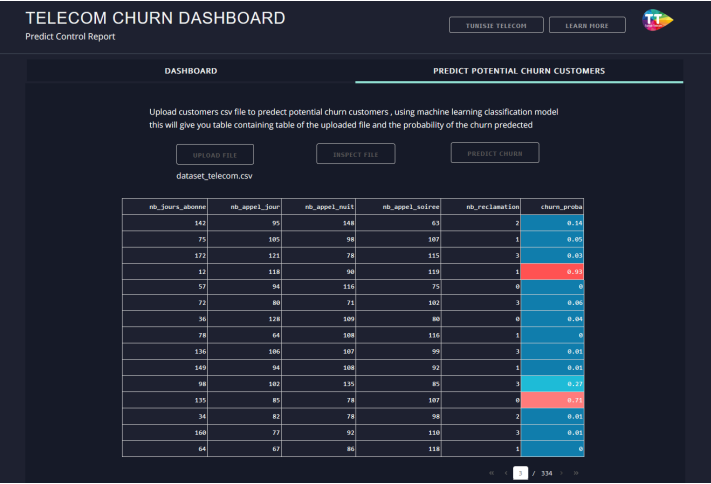 TELECOM CHURN DASHBOARD
Predict Control Report
TUNISIE TELECOM
LEARN MORE
TT
DASHBOARD
PREDICT POTENTIAL CHURN CUSTOMERS
Upload customers csv file to predect potential churn customers , using machine learning classification model
this will give you table containing table of the uploaded file and the probability of the churn predected
UPLOAD FILE
INSPECT FILE
PREDICT CHURN
dataset_telecom.csv
nb_jours_abonne nb_appel_jour nb_appel_nuit nb_appel_soiree nb_reclamation churn_proba
142 95 148 63 2 0.14
75 105 98 107 1 0.05
172 121 78 115 3 0.03
12 118 90 119 1 0.93
57 94 116 75 0 0
72 80 71 102 3 0.06
36 128 109 80 0 0.04
78 64 108 116 1 0
136 106 107 99 3 0.01
149 94 108 92 1 0.01
98 102 135 85 3 0.27
135 85 78 107 0 0.71
34 82 78 98 2 0.01
160 77 92 110 3 0.01
64 67 86 118 1 0
« ‹ 3 / 334 › »